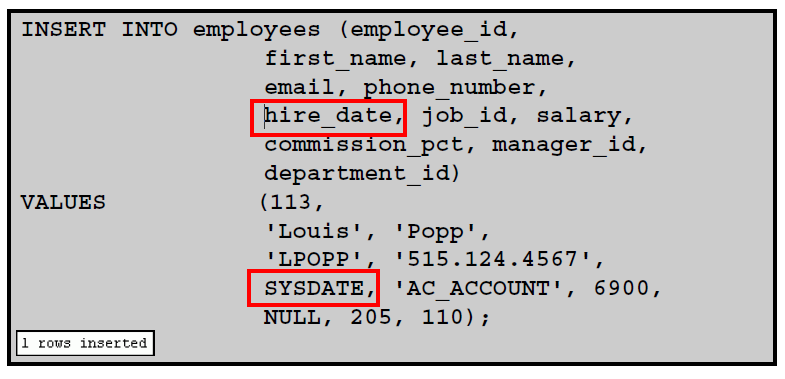 INSERT INTO employees (employee_id,
first_name, last_name,
email, phone_number,
hire_date, job_id, salary,
commission_pct, manager_id,
department_id)
VALUES (113,
'Louis', 'Popp',
'LPOPP', '515.124.4567',
SYSDATE, 'AC_ACCOUNT', 6900,
NULL, 205, 110);
1 rows inserted